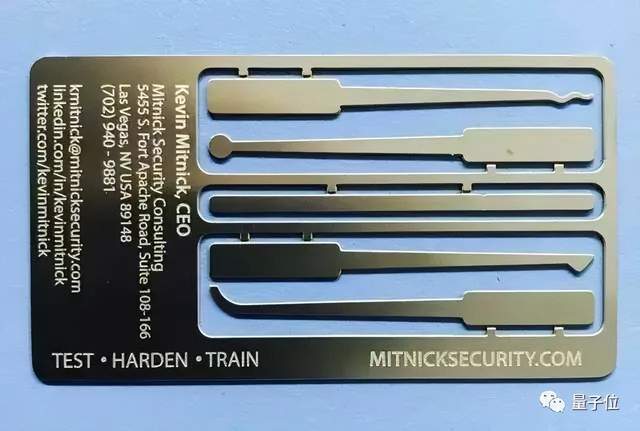 Kevin Mitnick, CEO
Mitnick Security Consulting
5455 S. Fort Apache Road, Suite 108-166
Las Vegas, NV USA 89148
(702) 940 - 9881
kmitnick@mitnicksecurity.com
linkedin.com/in/kevinmitnick
twitter.com/kevinmitnick
TEST • HARDEN • TRAIN
MITNICKSECURITY.COM
量子位